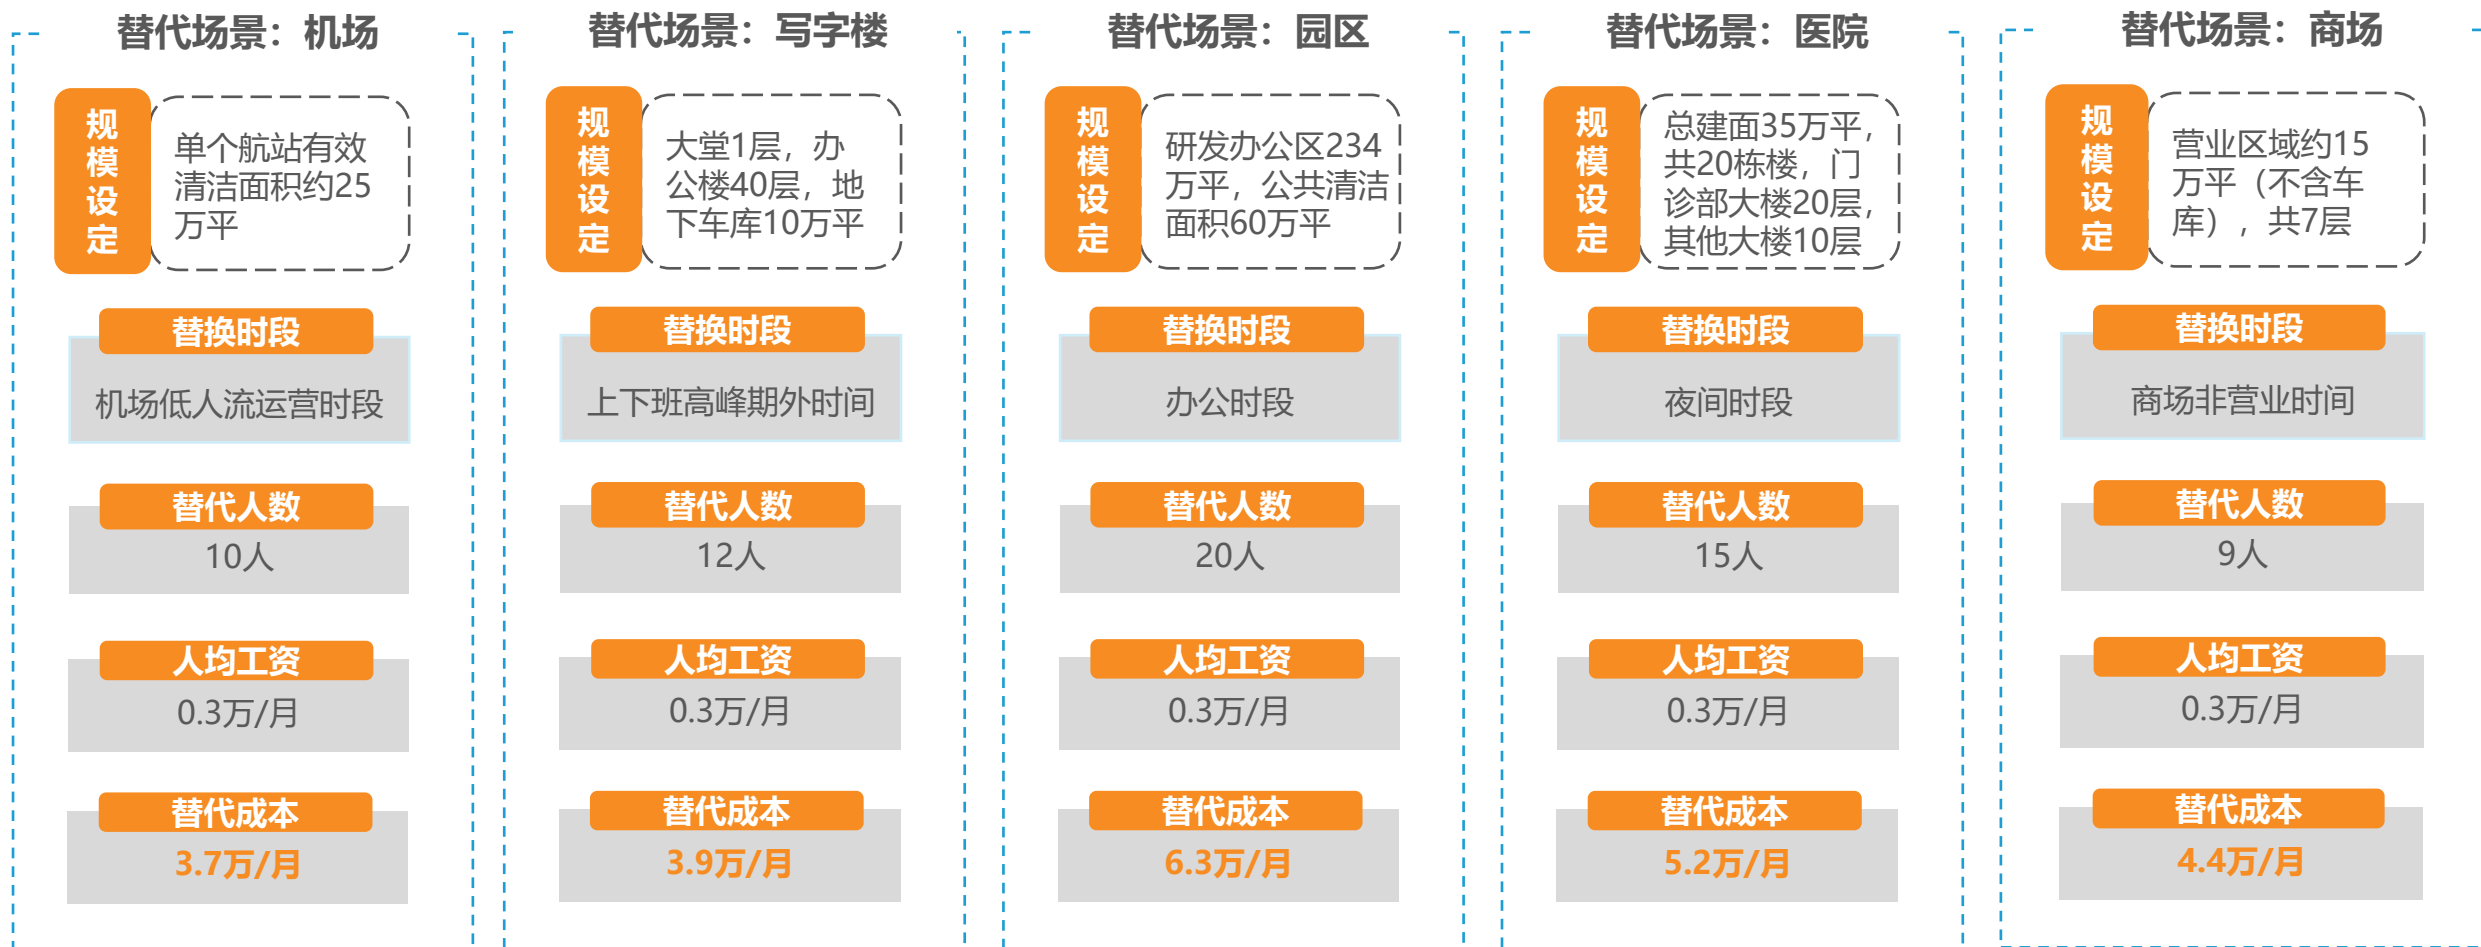 替代场景：机场
规
模
设
定
单个航站有效
清洁面积约25
万平
替换时段
机场低人流运营时段
替代人数
10人
人均工资
0.3万/月
替代成本
3.7万/月
替代场景：写字楼
规
模
设
定
大堂1层，办
公楼40层，地
下车库10万平
替换时段
上下班高峰期外时间
替代人数
12人
人均工资
0.3万/月
替代成本
3.9万/月
替代场景：园区
规
模
设
定
研发办公区234
万平，公共清洁
面积60万平
替换时段
办公时段
替代人数
20人
人均工资
0.3万/月
替代成本
6.3万/月
替代场景：医院
规
模
设
定
总建面35万平，
共20栋楼，门
诊部大楼20层，
其他大楼10层
替换时段
夜间时段
替代人数
15人
人均工资
0.3万/月
替代成本
5.2万/月
替代场景：商场
规
模
设
定
营业区域约15
万平（不含车
库），共7层
替换时段
商场非营业时间
替代人数
9人
人均工资
0.3万/月
替代成本
4.4万/月